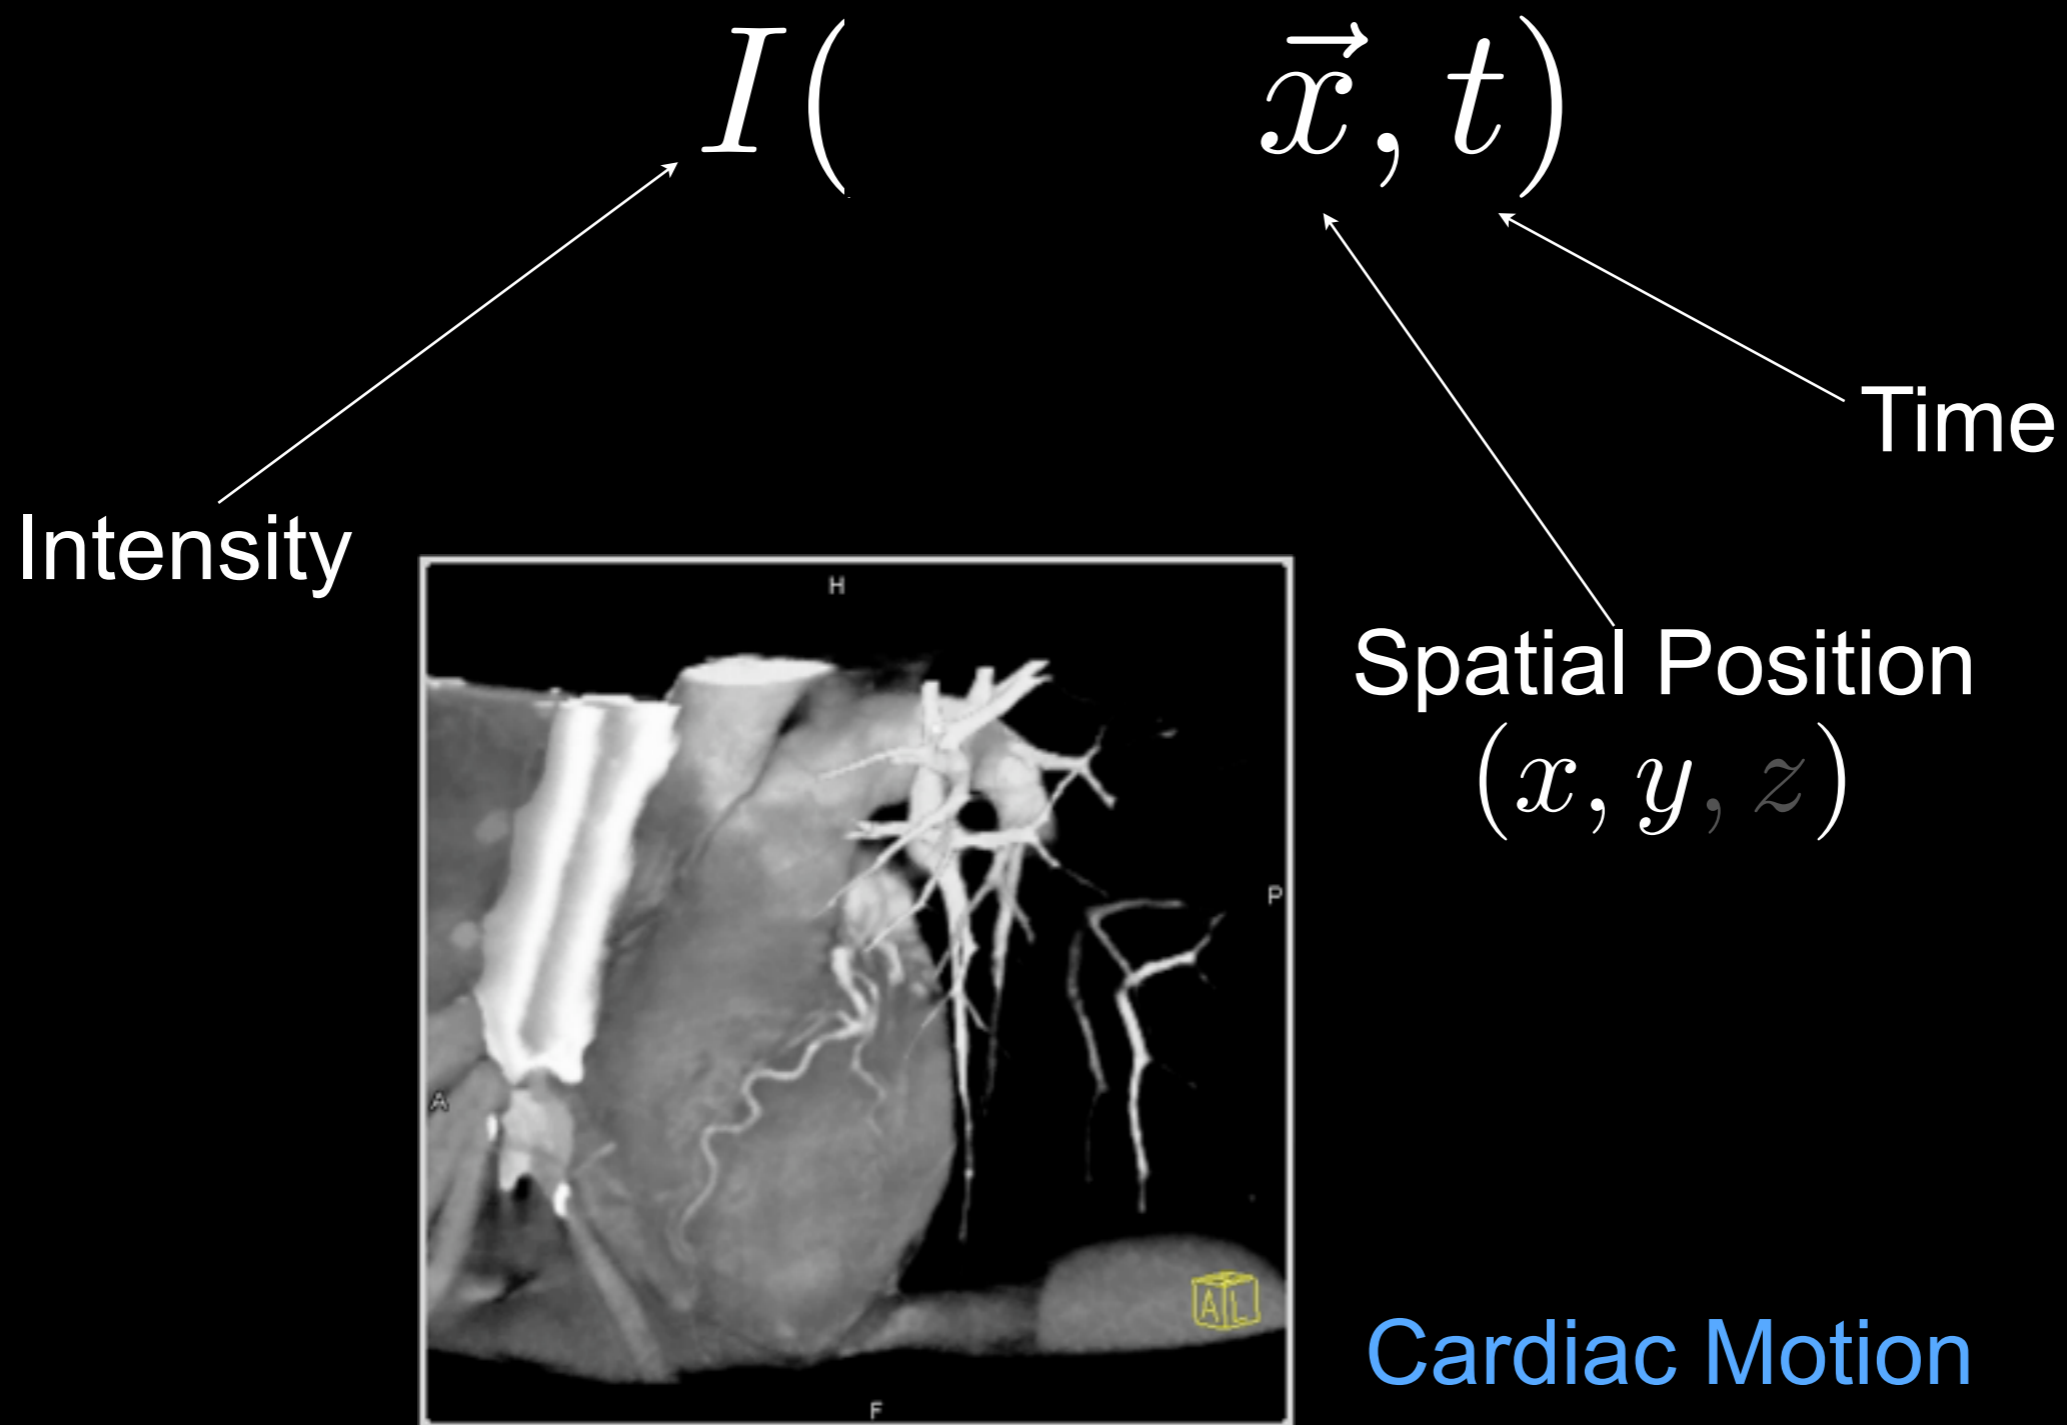 I( x⃗, t)
Time
Intensity
Spatial Position
(x, y, z)
H
P
A
A L
F
Cardiac Motion